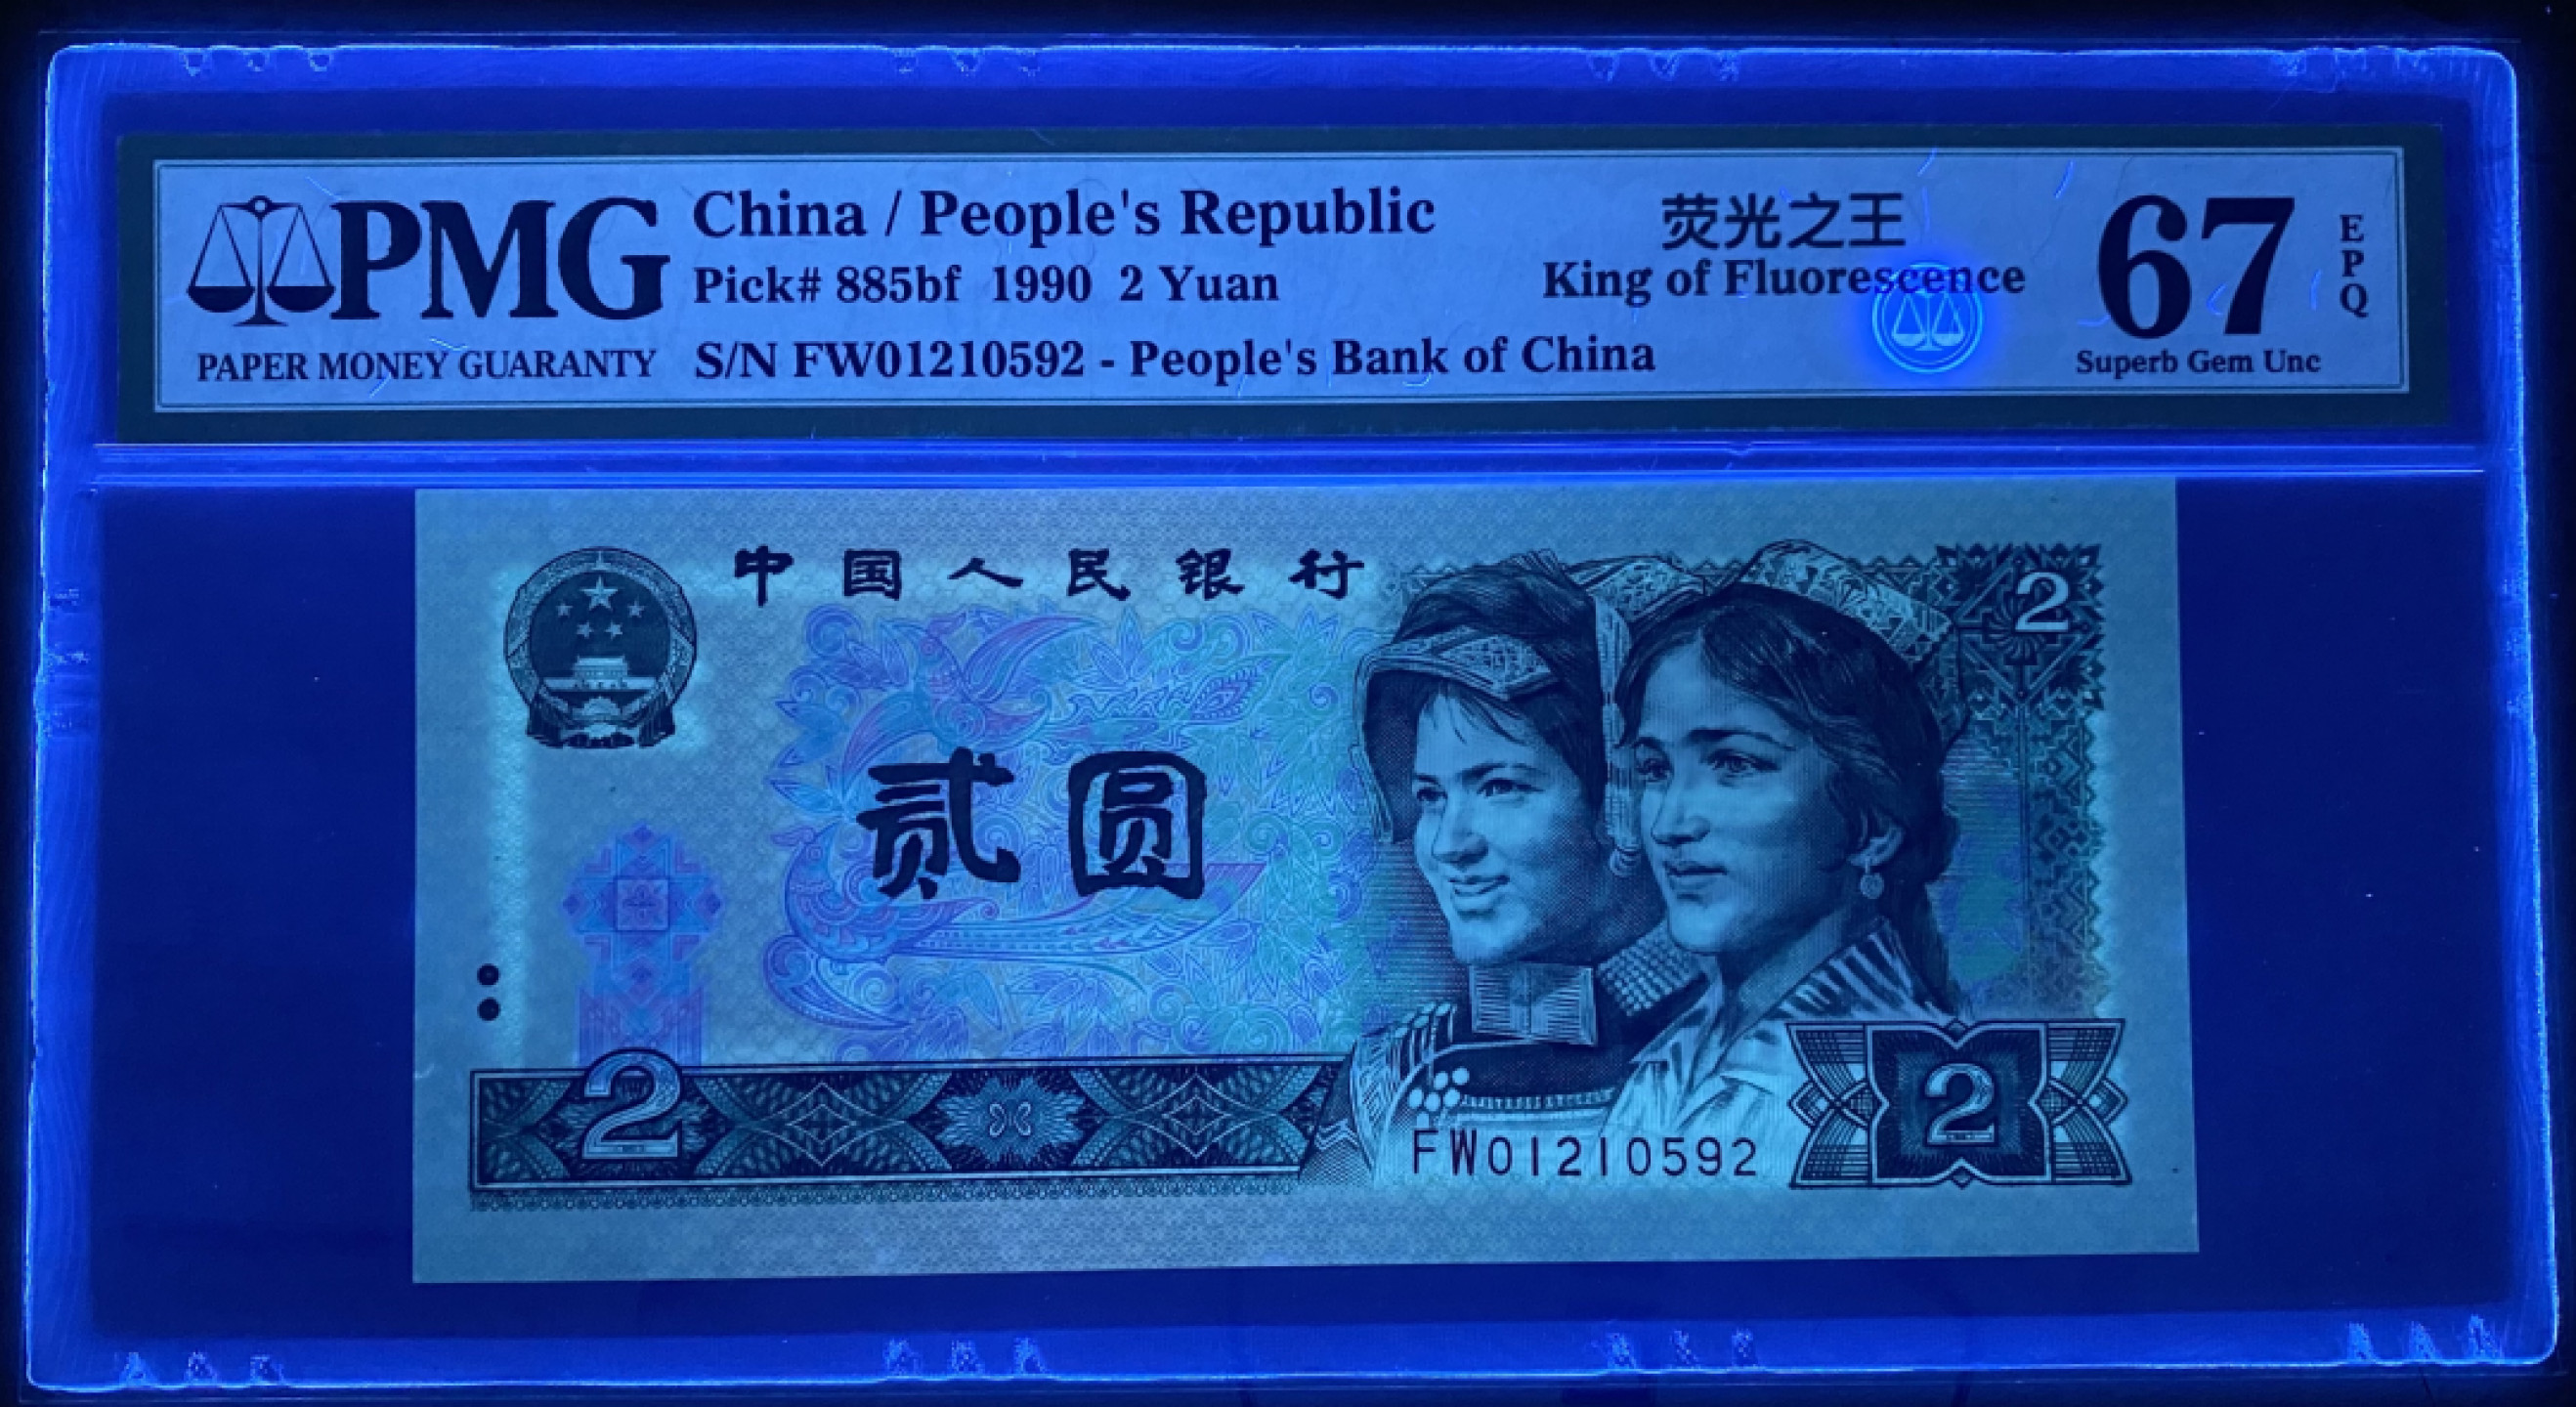 PMG
PAPER MONEY GUARANTY
China / People's Republic
Pick# 885bf 1990 2 Yuan
S/N FW01210592 - People's Bank of China
荧光之王
King of Fluorescence
67
EPQ
Superb Gem Unc
中国人民银行
2
贰圆
2
2
FW01210592